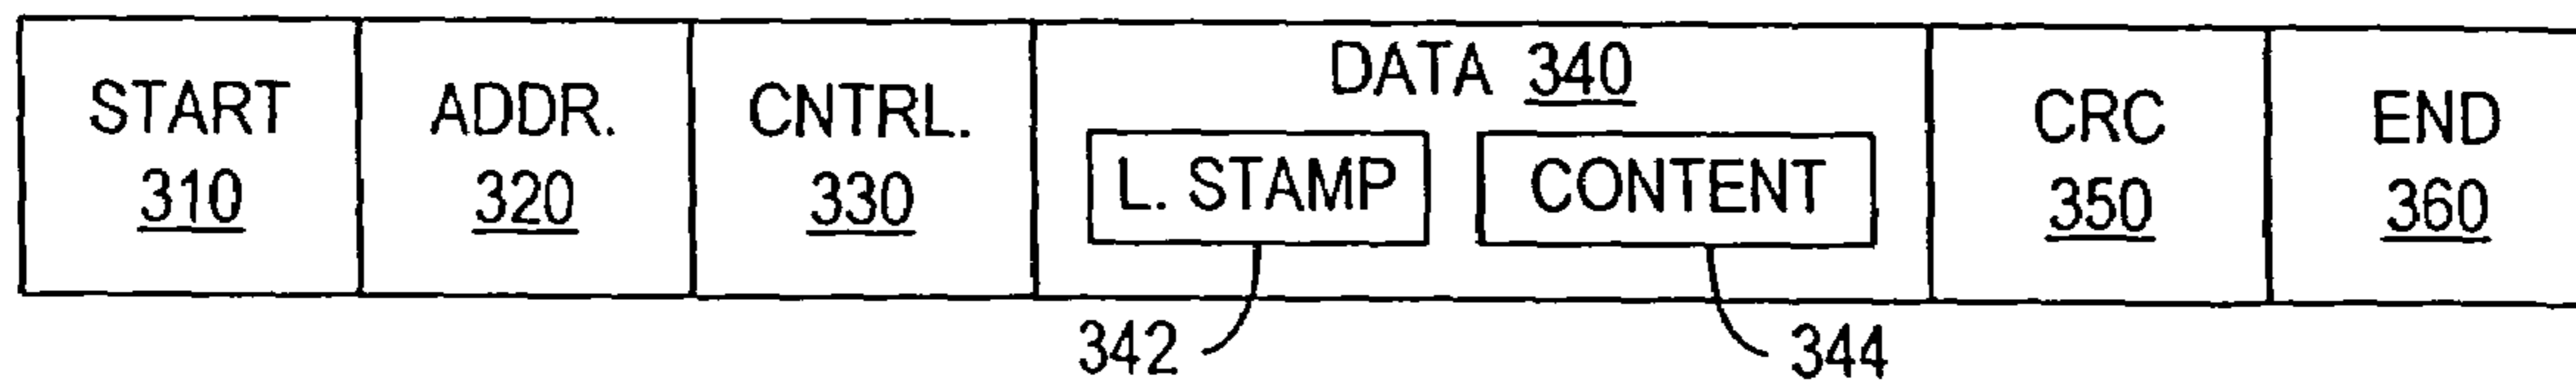 START
310
ADDR.
320
CNTRL.
330
DATA 340
L. STAMP
CONTENT
342
344
CRC
350
END
360